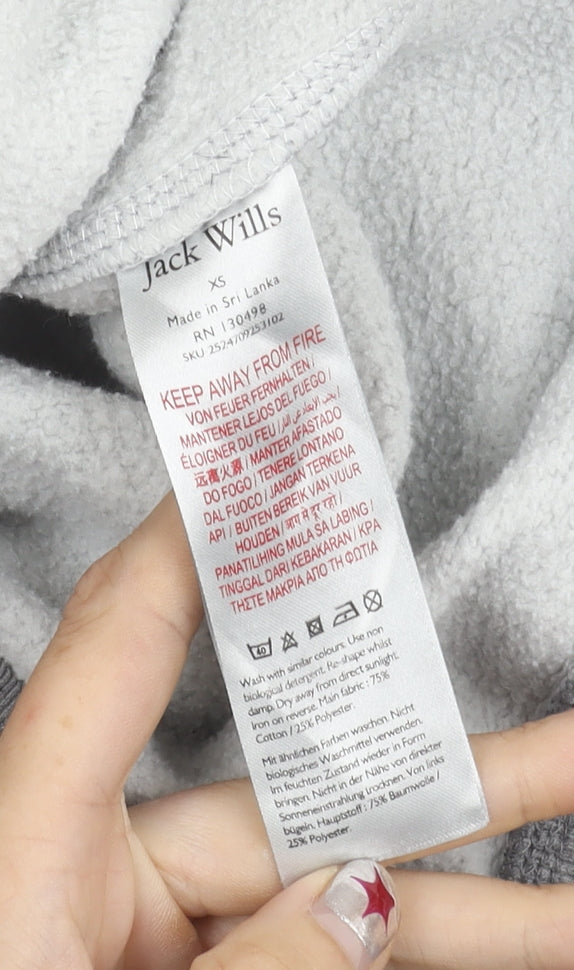 Jack Wills
XS
Made in Sri Lanka
RN 130498
SKU 2524709253102
KEEP AWAY FROM FIRE
VON FEUER FERNHALTEN /
MANTENER LEJOS DEL FUEGO /
ÉLOIGNER DU FEU /
远离火源 / MANTER AFASTADO
DO FOGO / TENERE LONTANO
DAL FUOCO / JANGAN TERKENA
API / BUITEN BEREIK VAN VUUR
HOUDEN / आग से दूर रहो /
PANATILIHING MULA SA LABING /
TINGGAL DARI KEBAKARAN / KPA
ΤΗΣΤΕ ΜΑΚΡΙΑ ΑΠΟ ΤΗ ΦΩΤΙΑ
40
Wash with similar colours. Use non
biological detergent. Re-shape whilst
damp. Dry away from direct sunlight.
Iron on reverse. Main fabric : 75%
Cotton / 25% Polyester.
Mit ähnlichen Farben waschen. Nicht
biologisches Waschmittel verwenden.
Im feuchten Zustand wieder in Form
bringen. Nicht in der Nähe von direkter
Sonneneinstrahlung trocknen. Von links
bügeln. Hauptstoff : 75% Baumwolle /
25% Polyester.